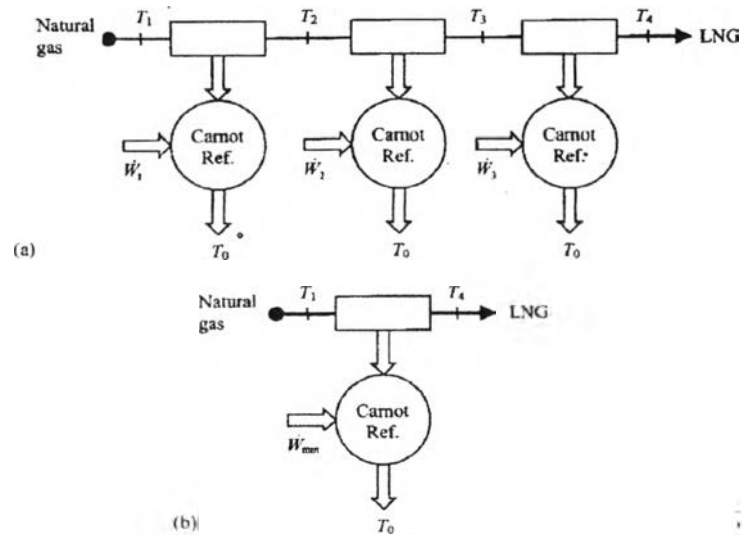 Natural
gas
T₁
T₂
T₃
T₄
LNG
Carnot
Ref.
Carnot
Ref.
Carnot
Ref.
Ẇ₁
Ẇ₂
Ẇ₃
(a)
T₀
T₀
T₀
Natural
gas
T₁
T₄
LNG
Carnot
Ref.
Ẇmin
(b)
T₀